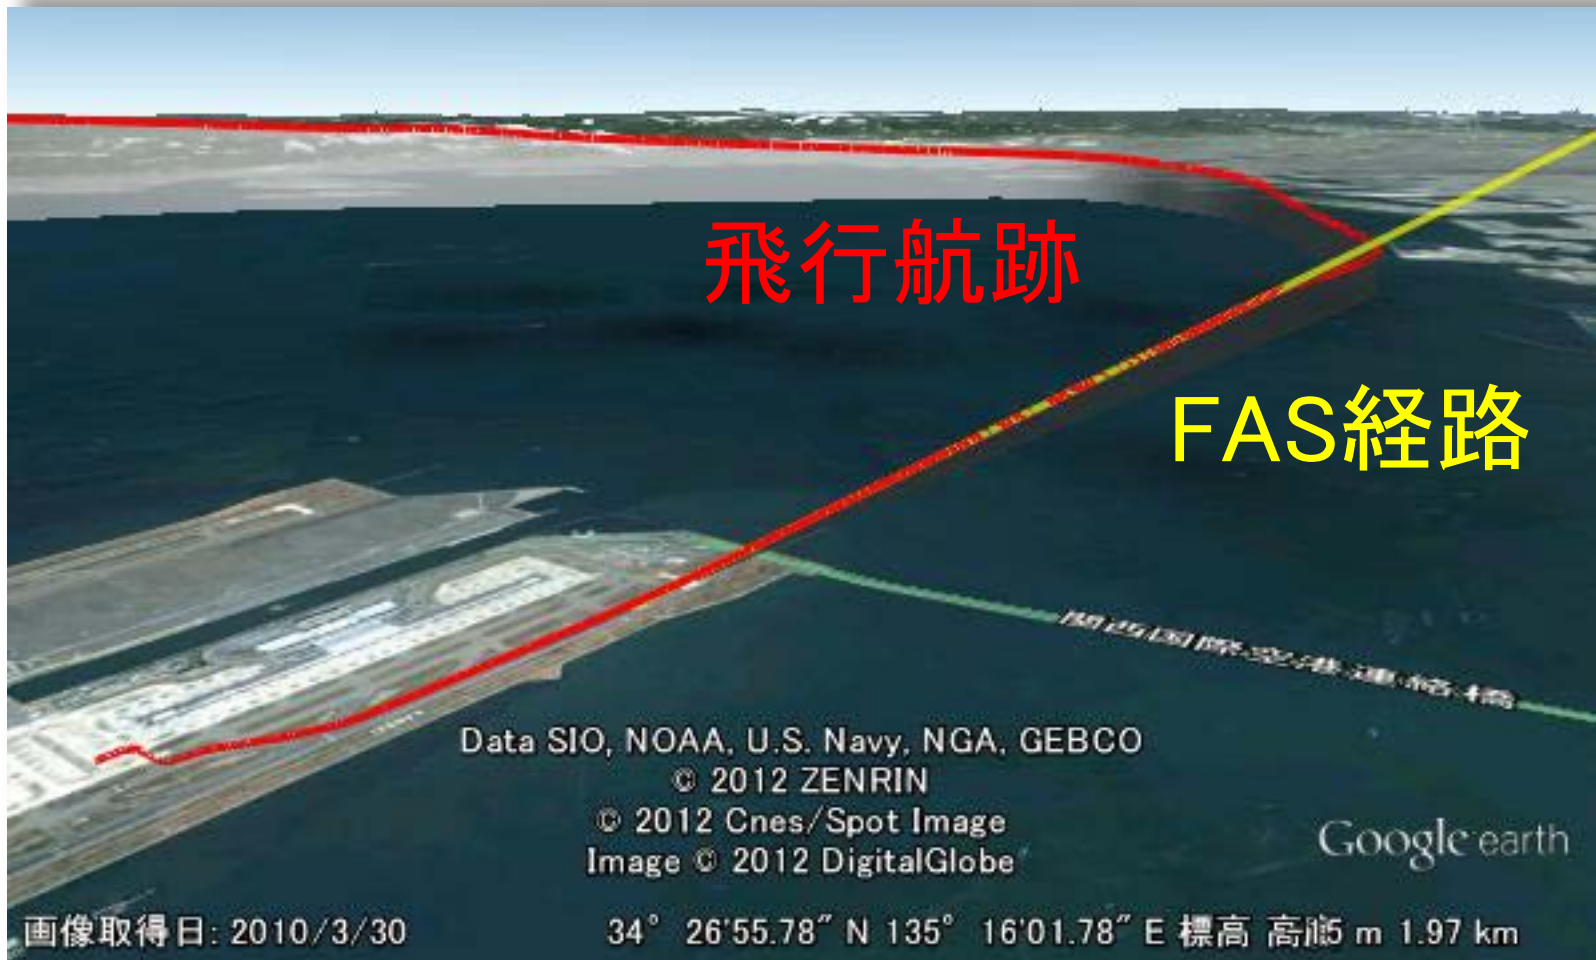 飛行航跡
FAS経路
関西国際空港連絡橋
Data SIO, NOAA, U.S. Navy, NGA, GEBCO
© 2012 ZENRIN
© 2012 Cnes/Spot Image
Image © 2012 DigitalGlobe
Google earth
画像取得日: 2010/3/30
34° 26'55.78" N 135° 16'01.78" E 標高 m 1.97 km